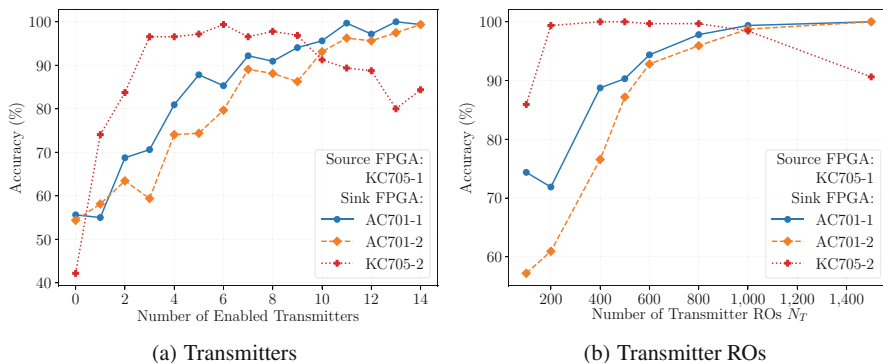 100
90
80
70
60
50
40
Accuracy (%)
0 2 4 6 8 10 12 14
Number of Enabled Transmitters
Source FPGA:
KC705-1
Sink FPGA:
AC701-1
AC701-2
KC705-2
(a) Transmitters
100
90
80
70
60
Accuracy (%)
200 400 600 800 1,000 1,200 1,400
Number of Transmitter ROs N_T
Source FPGA:
KC705-1
Sink FPGA:
AC701-1
AC701-2
KC705-2
(b) Transmitter ROs